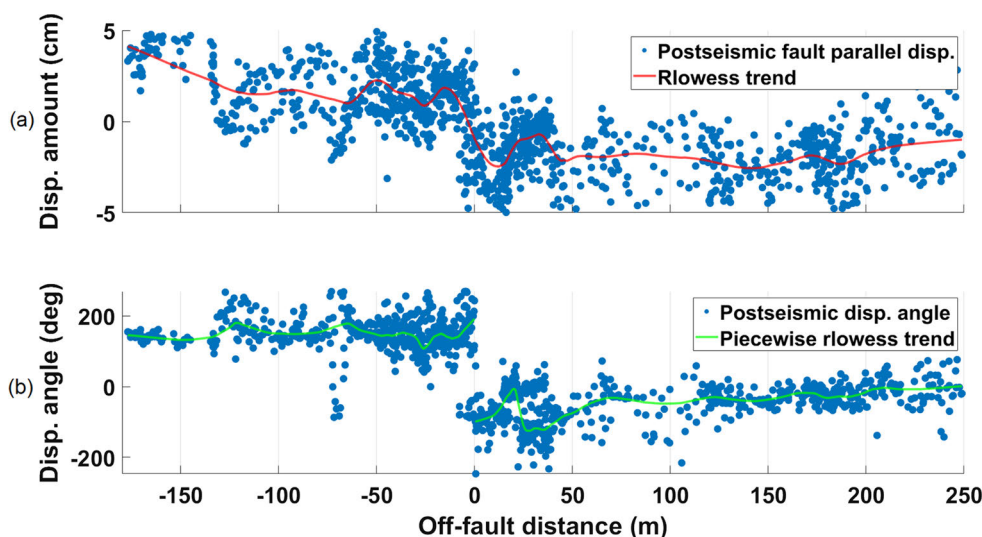 (a)
Disp. amount (cm)
5
0
-5
Postseismic fault parallel disp.
Rlowess trend
(b)
Disp. angle (deg)
200
0
-200
Postseismic disp. angle
Piecewise rlowess trend
-150 -100 -50 0 50 100 150 200 250
Off-fault distance (m)